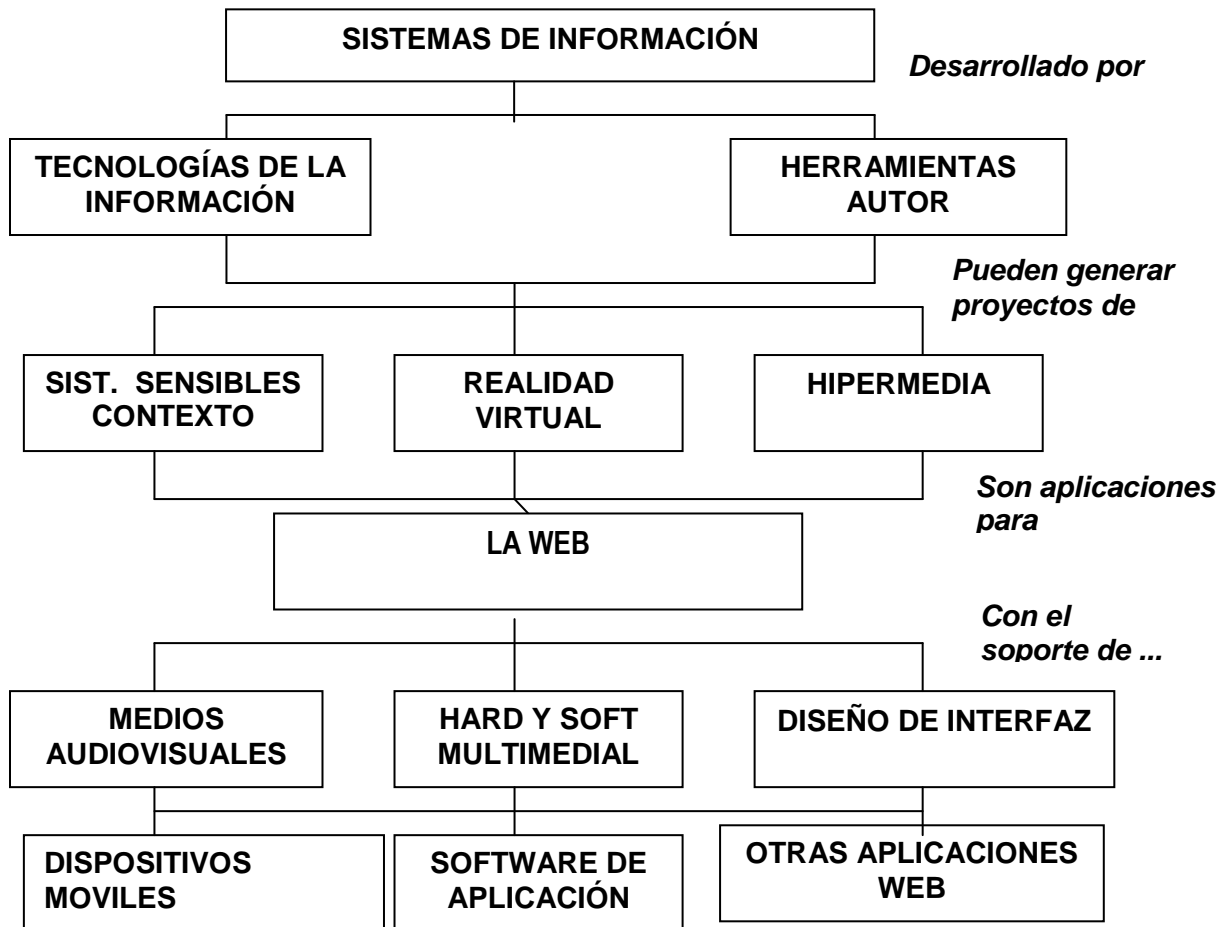 SISTEMAS DE INFORMACIÓN
Desarrollado por
TECNOLOGÍAS DE LA
INFORMACIÓN
HERRAMIENTAS
AUTOR
Pueden generar
proyectos de
SIST.  SENSIBLES
CONTEXTO
REALIDAD
VIRTUAL
HIPERMEDIA
Son aplicaciones
para
LA WEB
Con el
soporte de ...
MEDIOS
AUDIOVISUALES
HARD Y SOFT
MULTIMEDIAL
DISEÑO DE INTERFAZ
DISPOSITIVOS
MOVILES
SOFTWARE DE
APLICACIÓN
OTRAS APLICACIONES
WEB